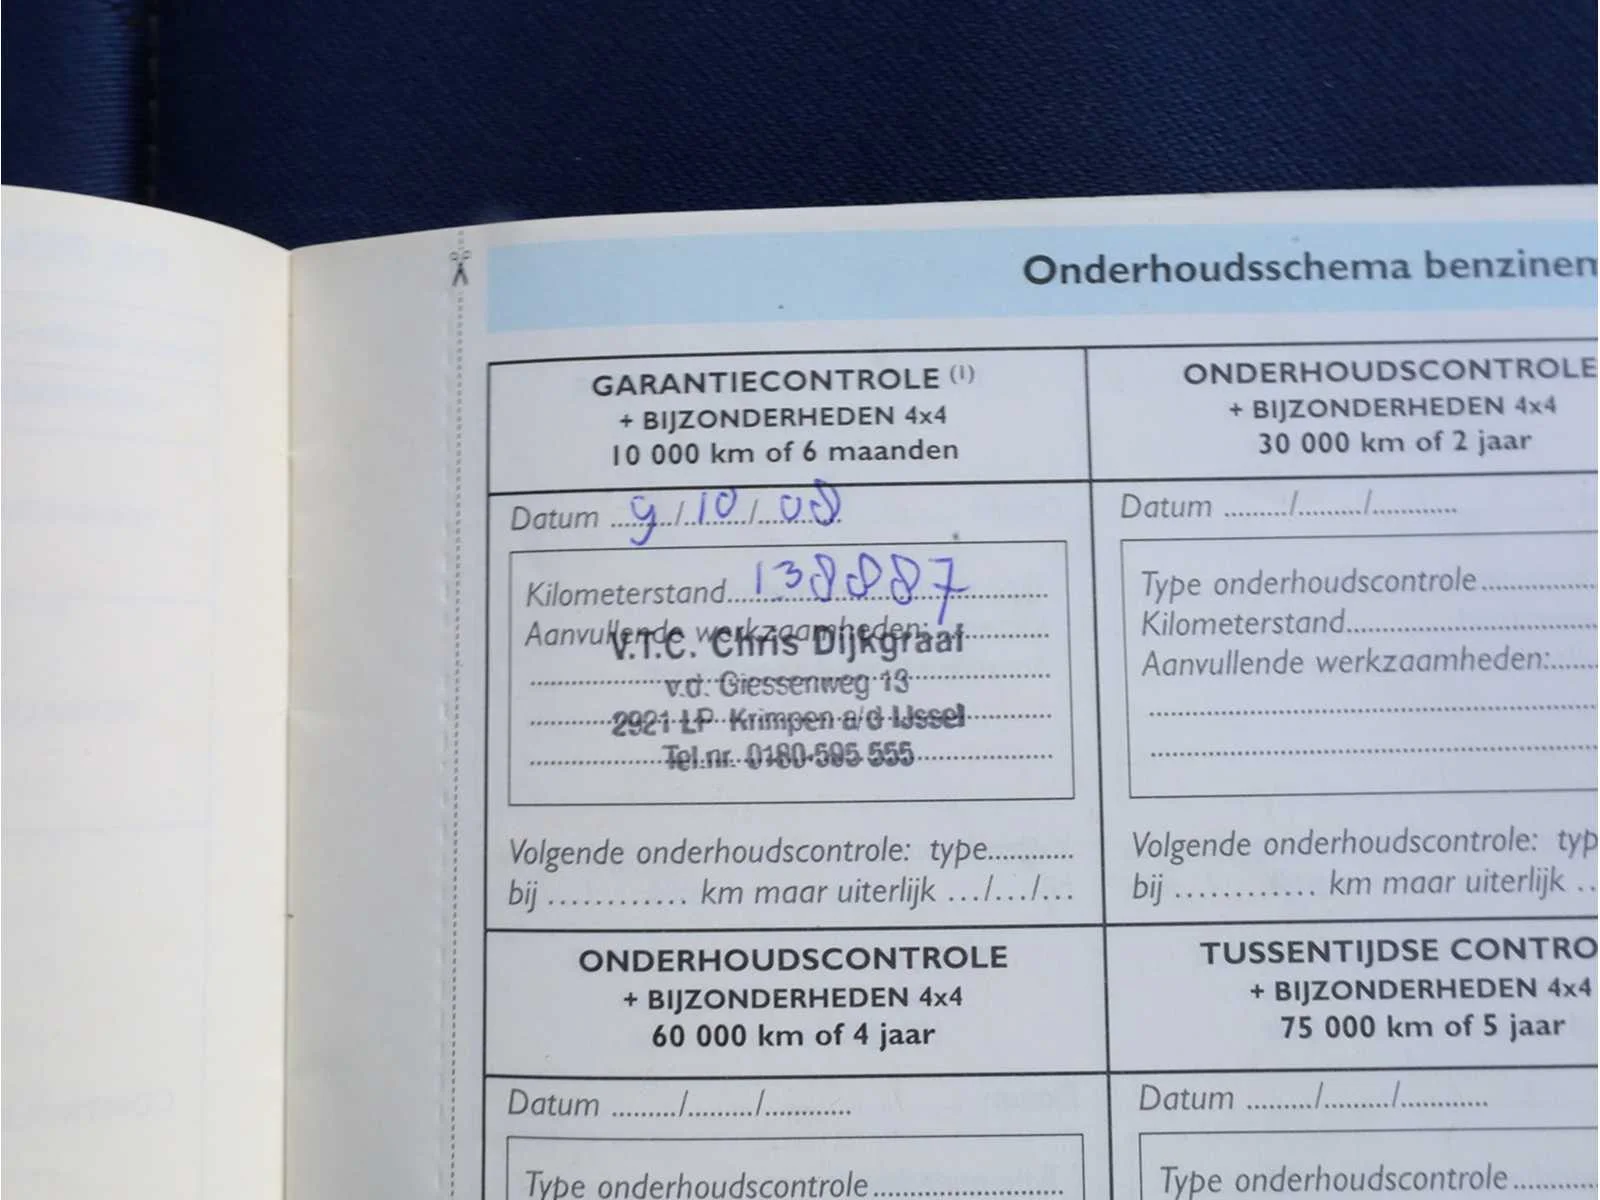 Onderhoudsschema benzinem
GARANTIECONTROLE (1)
+ BIJZONDERHEDEN 4x4
10 000 km of 6 maanden
Datum 9/10/08
Kilometerstand 138887
Aanvullende werkzaamheden:
V.T.C. Chris Dijkgraaf
v.d. Giessenweg 13
2921 LP Krimpen a/d IJssel
Tel.nr. 0180-595 555
Volgende onderhoudscontrole: type............
bij ............ km maar uiterlijk .../.../...
ONDERHOUDSCONTROLE
+ BIJZONDERHEDEN 4x4
30 000 km of 2 jaar
Datum ........./........./............
Type onderhoudscontrole
Kilometerstand
Aanvullende werkzaamheden:
Volgende onderhoudscontrole: typ
bij ............ km maar uiterlijk ..
ONDERHOUDSCONTROLE
+ BIJZONDERHEDEN 4x4
60 000 km of 4 jaar
Datum ........./........./............
Type onderhoudscontrole
TUSSENTIJDSE CONTRO
+ BIJZONDERHEDEN 4x4
75 000 km of 5 jaar
Datum ........./........./............
Type onderhoudscontrole